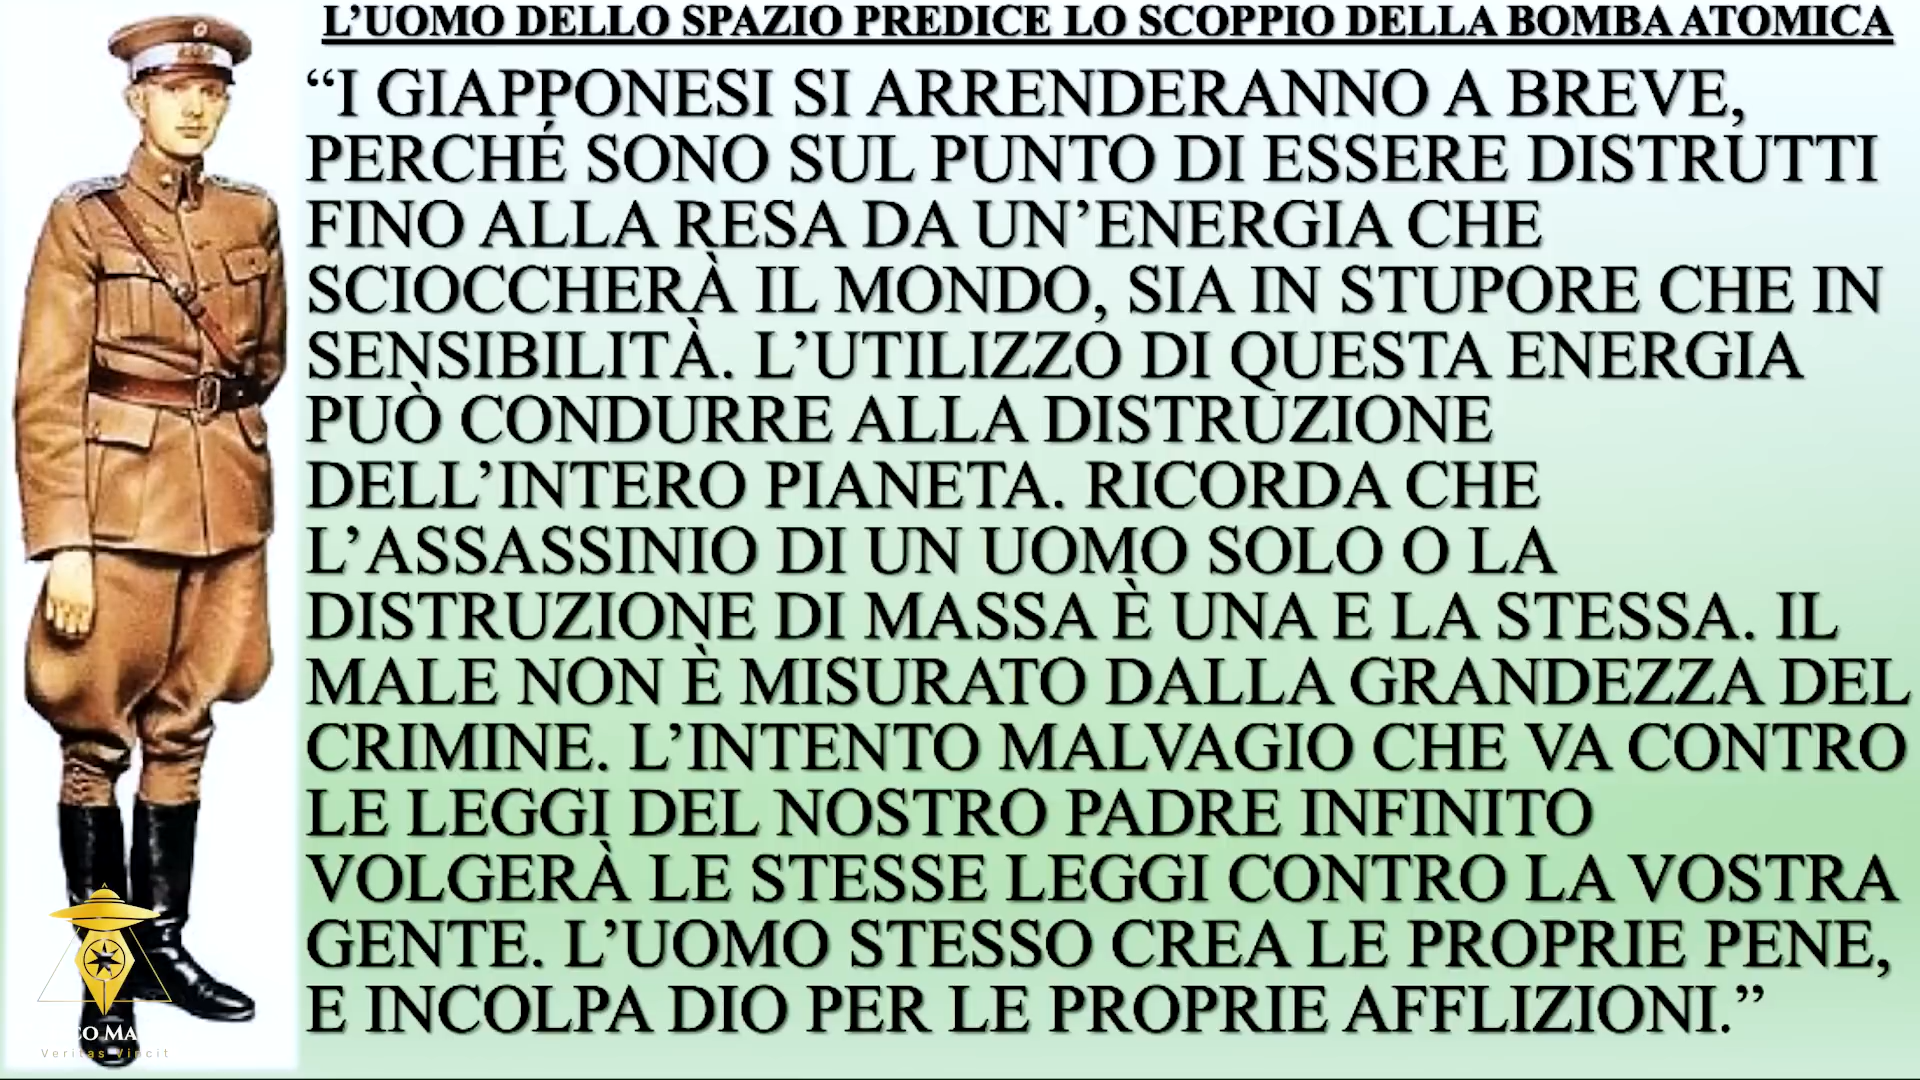 L’UOMO DELLO SPAZIO PREDICE LO SCOPPIO DELLA BOMBA ATOMICA
“I GIAPPONESI SI ARRENDERANNO A BREVE,
PERCHÉ SONO SUL PUNTO DI ESSERE DISTRUTTI
FINO ALLA RESA DA UN’ENERGIA CHE
SCIOCCHERÀ IL MONDO, SIA IN STUPORE CHE IN
SENSIBILITÀ. L’UTILIZZO DI QUESTA ENERGIA
PUÒ CONDURRE ALLA DISTRUZIONE
DELL’INTERO PIANETA. RICORDA CHE
L’ASSASSINIO DI UN UOMO SOLO O LA
DISTRUZIONE DI MASSA È UNA E LA STESSA. IL
MALE NON È MISURATO DALLA GRANDEZZA DEL
CRIMINE. L’INTENTO MALVAGIO CHE VA CONTRO
LE LEGGI DEL NOSTRO PADRE INFINITO
VOLGERÀ LE STESSE LEGGI CONTRO LA VOSTRA
GENTE. L’UOMO STESSO CREA LE PROPRIE PENE,
E INCOLPA DIO PER LE PROPRIE AFFLIZIONI.”
Veritas Vincit